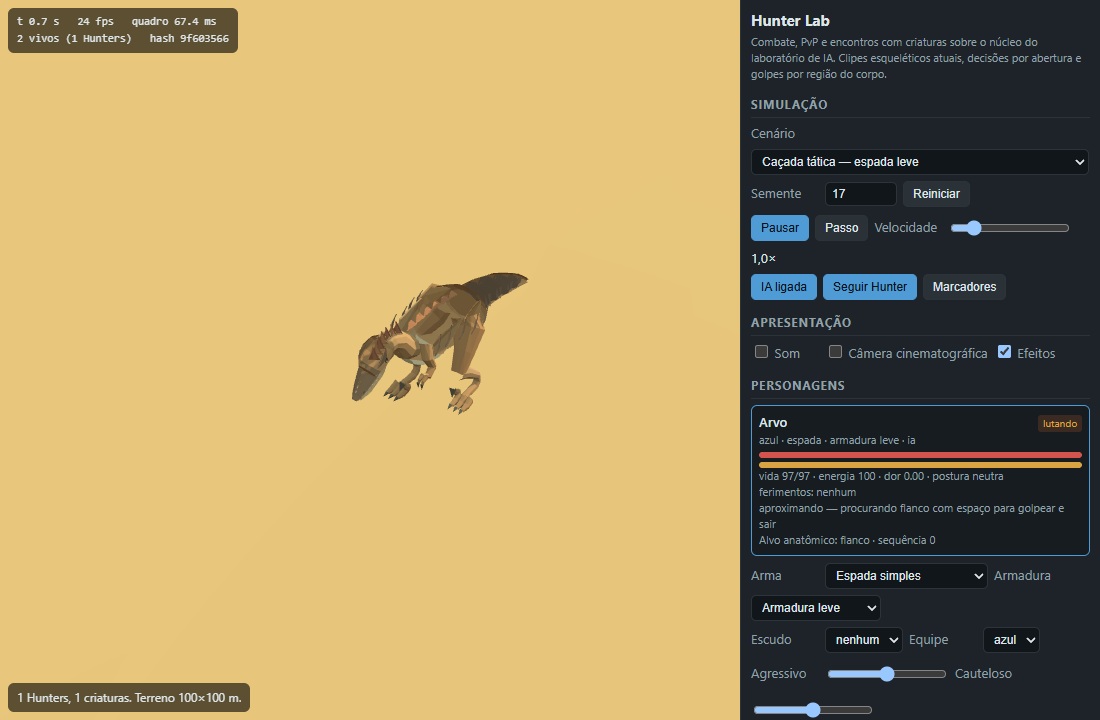 t 0.7 s 24 fps quadro 67.4 ms
2 vivos (1 Hunters) hash 9f603566
1 Hunters, 1 criaturas. Terreno 100×100 m.
Hunter Lab
Combate, PvP e encontros com criaturas sobre o núcleo do
laboratório de IA. Clipes esqueléticos atuais, decisões por abertura e
golpes por região do corpo.
SIMULAÇÃO
Cenário
Caçada tática — espada leve
Semente 17 Reiniciar
Pausar Passo Velocidade
1,0×
IA ligada Seguir Hunter Marcadores
APRESENTAÇÃO
Som Câmera cinematográfica Efeitos
PERSONAGENS
Arvo lutando
azul · espada · armadura leve · ia
vida 97/97 · energia 100 · dor 0.00 · postura neutra
ferimentos: nenhum
aproximando — procurando flanco com espaço para golpear e
sair
Alvo anatômico: flanco · sequência 0
Arma Espada simples Armadura
Armadura leve
Escudo nenhum Equipe azul
Agressivo Cauteloso